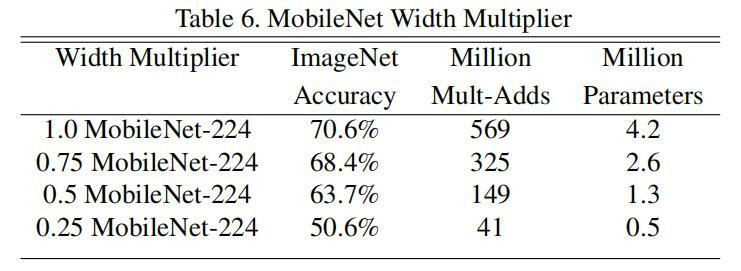 Table 6. MobileNet Width Multiplier
Width Multiplier ImageNet Million Million
Accuracy Mult-Adds Parameters
1.0 MobileNet-224 70.6% 569 4.2
0.75 MobileNet-224 68.4% 325 2.6
0.5 MobileNet-224 63.7% 149 1.3
0.25 MobileNet-224 50.6% 41 0.5